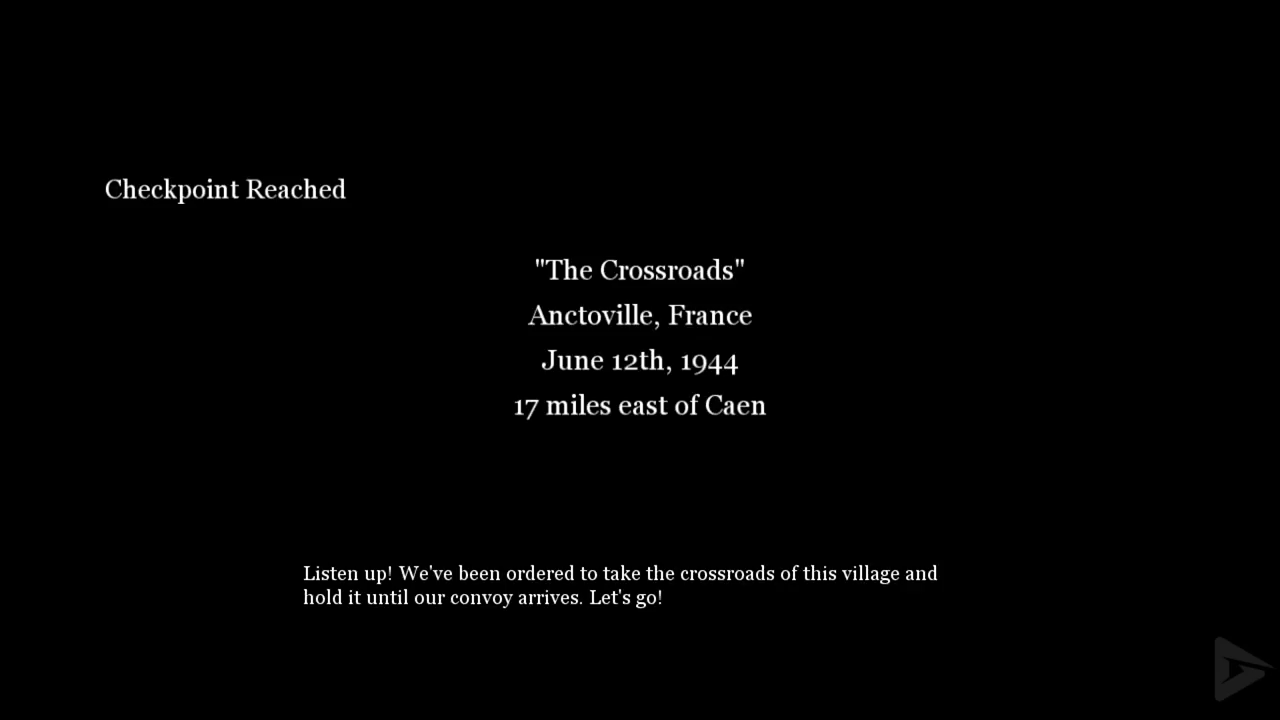 Checkpoint Reached
"The Crossroads"
Anctoville, France
June 12th, 1944
17 miles east of Caen
Listen up! We've been ordered to take the crossroads of this village and
hold it until our convoy arrives. Let's go!